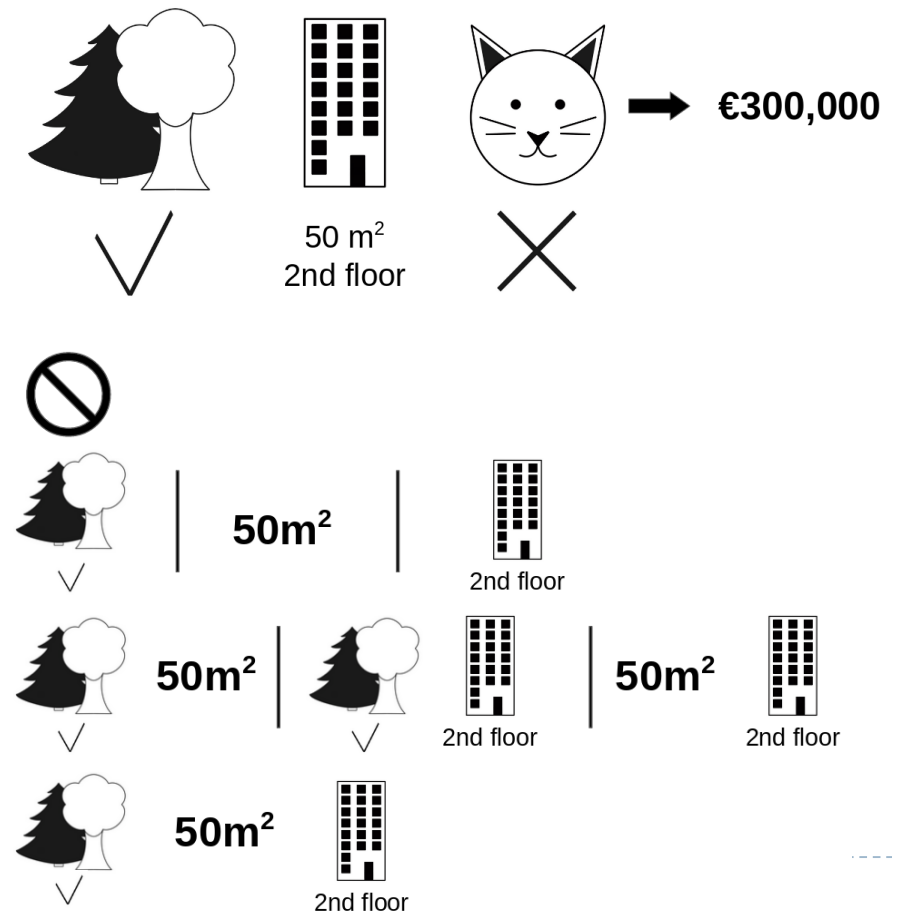 €300,000
50 m²
2nd floor
50m²
2nd floor
50m² 50m²
2nd floor 2nd floor
50m²
2nd floor